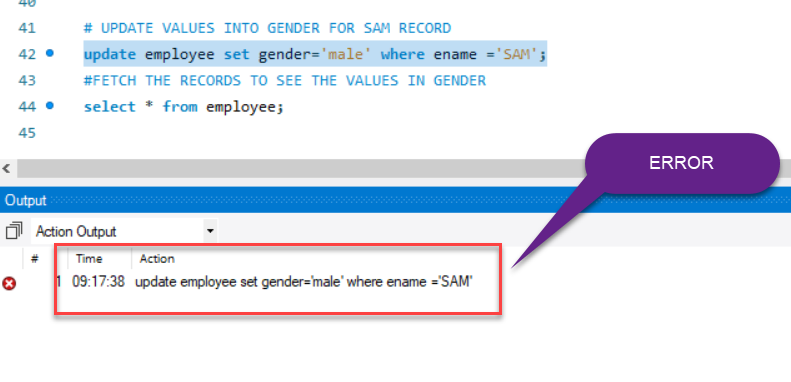 40
41 # UPDATE VALUES INTO GENDER FOR SAM RECORD
42 update employee set gender='male' where ename ='SAM';
43 #FETCH THE RECORDS TO SEE THE VALUES IN GENDER
44 select * from employee;
45
ERROR
Output
Action Output
# Time Action
1 09:17:38 update employee set gender='male' where ename ='SAM'